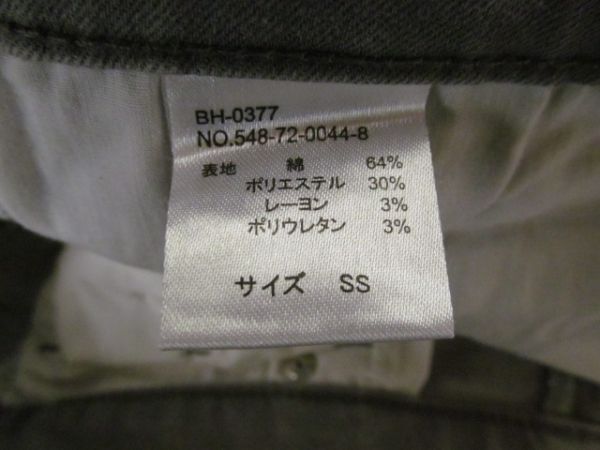 BH-0377
NO.548-72-0044-8
表地 綿 64%
ポリエステル 30%
レーヨン 3%
ポリウレタン 3%
サイズ SS